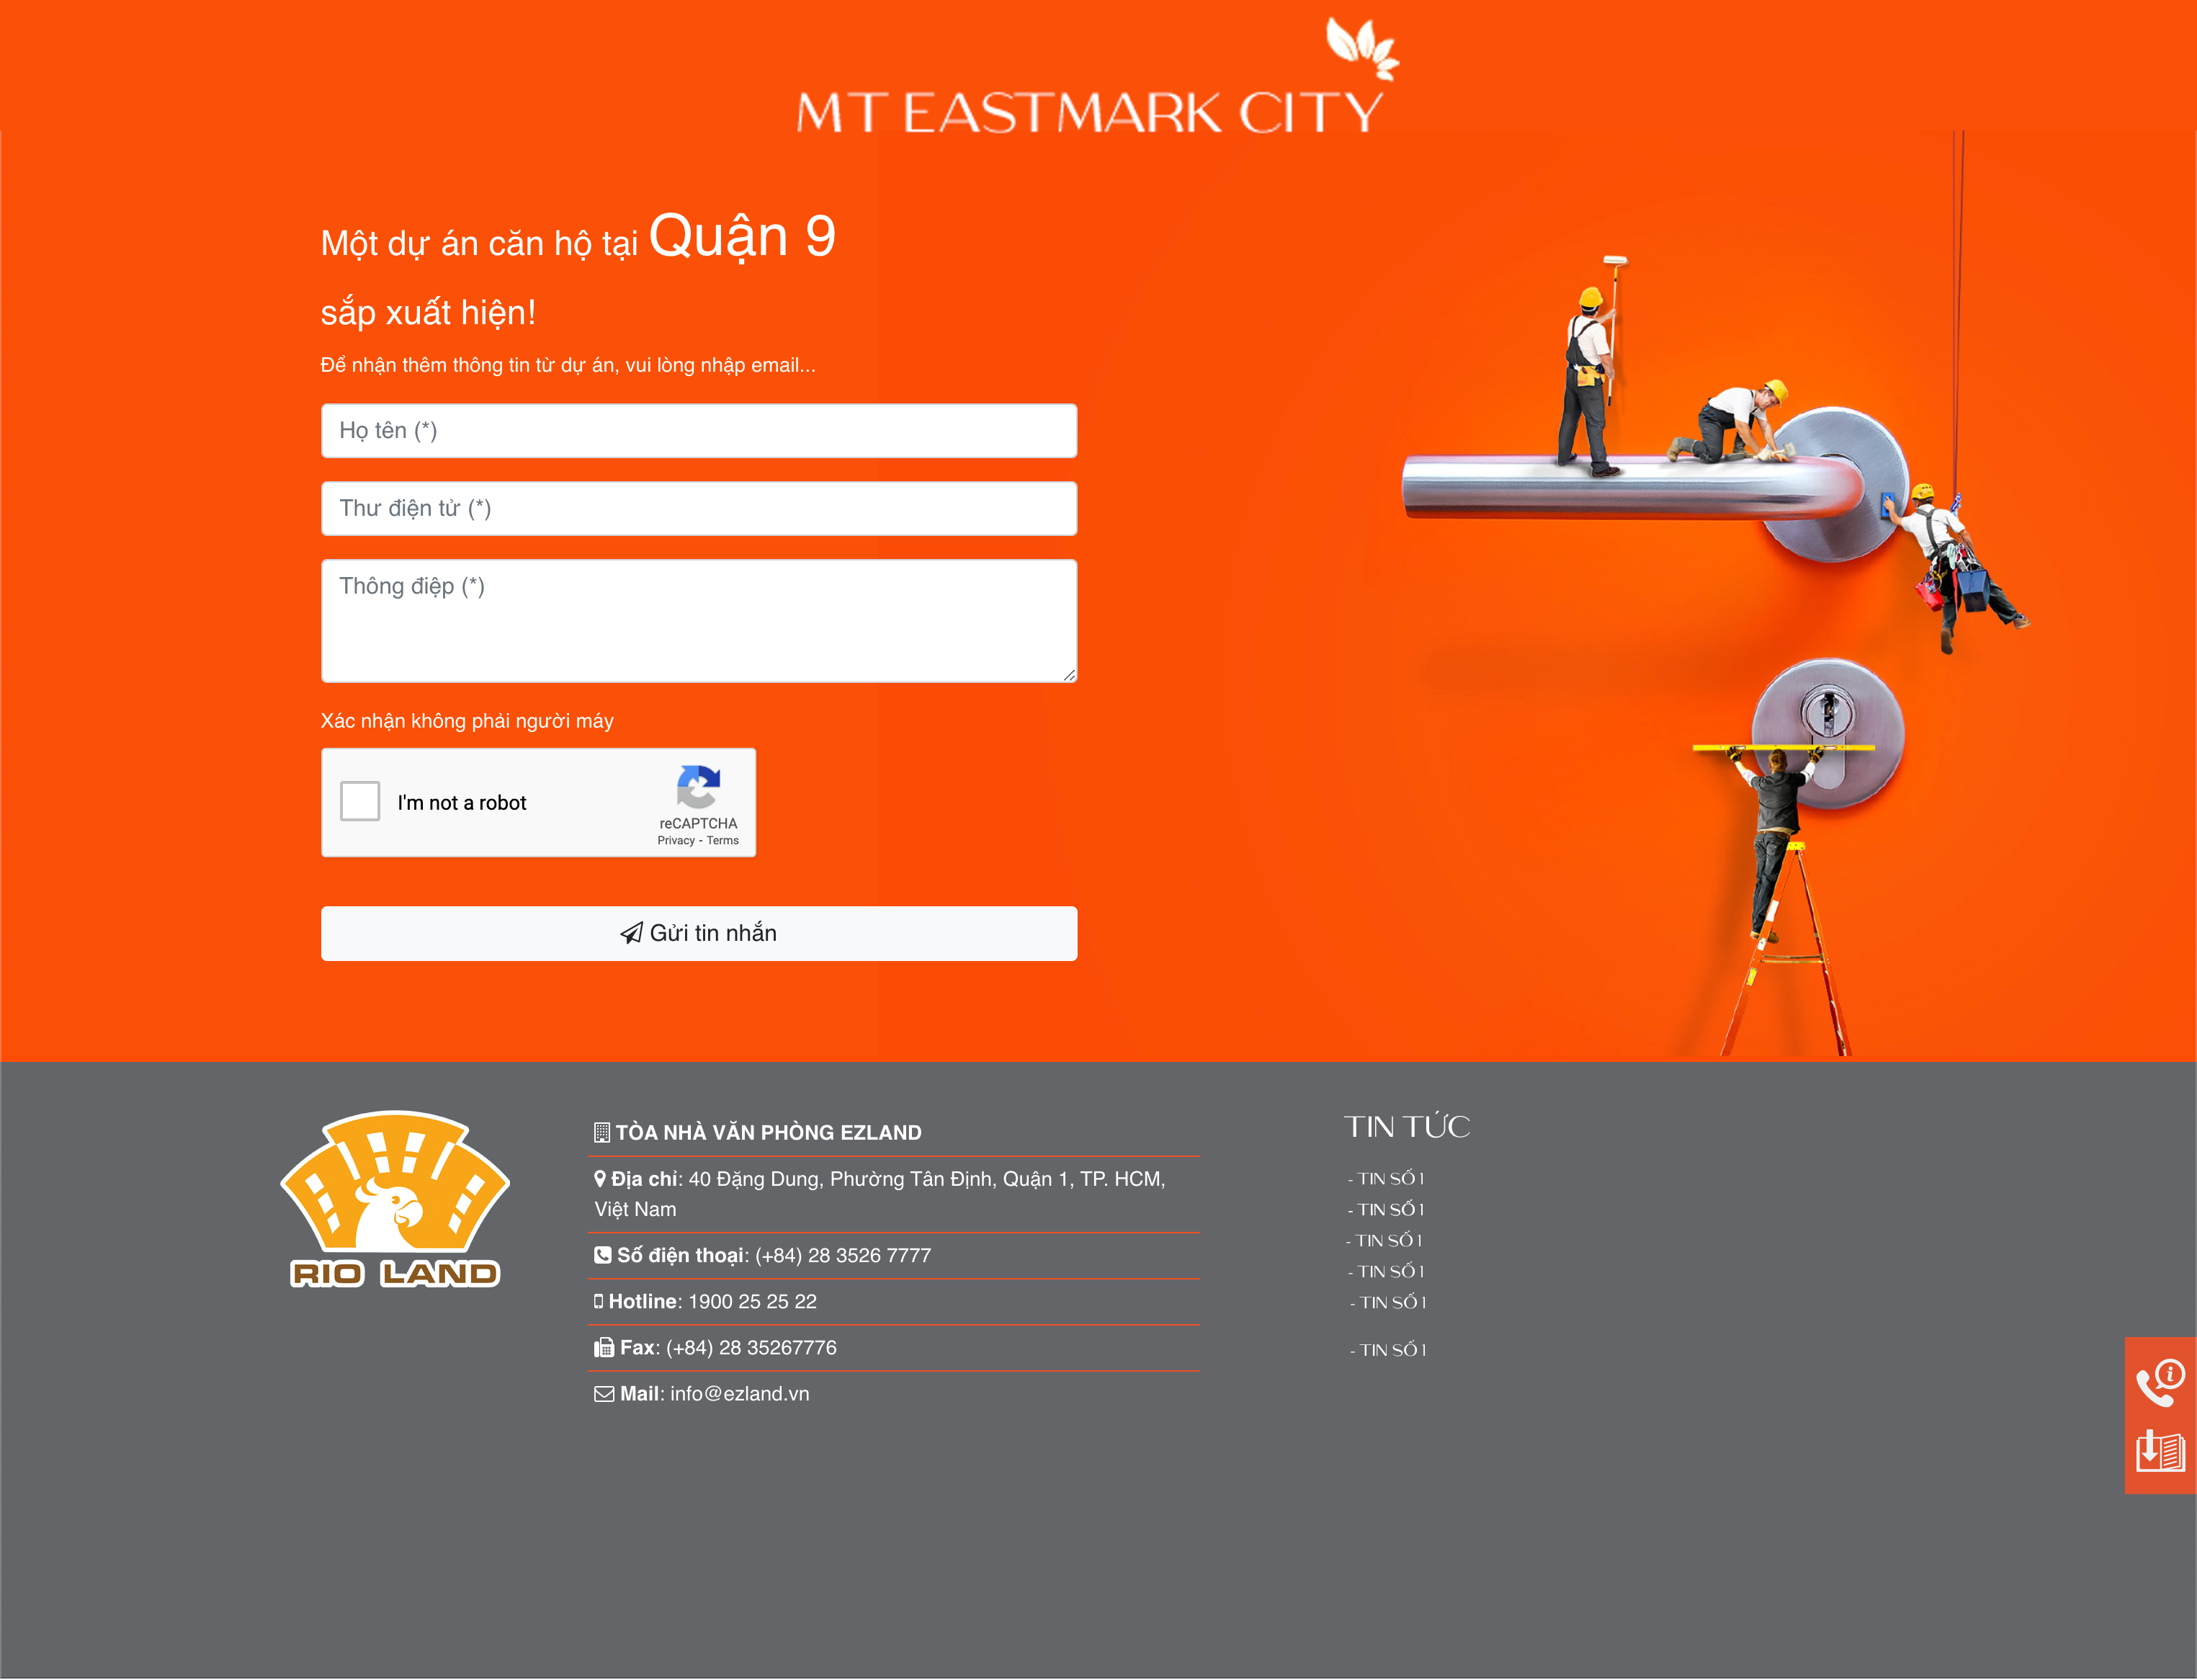 MT EASTMARK CITY
Một dự án căn hộ tại Quận 9
sắp xuất hiện!
Để nhận thêm thông tin từ dự án, vui lòng nhập email...
Họ tên (*)
Thư điện tử (*)
Thông điệp (*)
Xác nhận không phải người máy
I'm not a robot
reCAPTCHA
Privacy - Terms
Gửi tin nhắn
RIO LAND
TÒA NHÀ VĂN PHÒNG EZLAND
Địa chỉ: 40 Đặng Dung, Phường Tân Định, Quận 1, TP. HCM,
Việt Nam
Số điện thoại: (+84) 28 3526 7777
Hotline: 1900 25 25 22
Fax: (+84) 28 35267776
Mail: info@ezland.vn
TIN TỨC
- TIN SỐ 1
- TIN SỐ 1
- TIN SỐ 1
- TIN SỐ 1
- TIN SỐ 1
- TIN SỐ 1